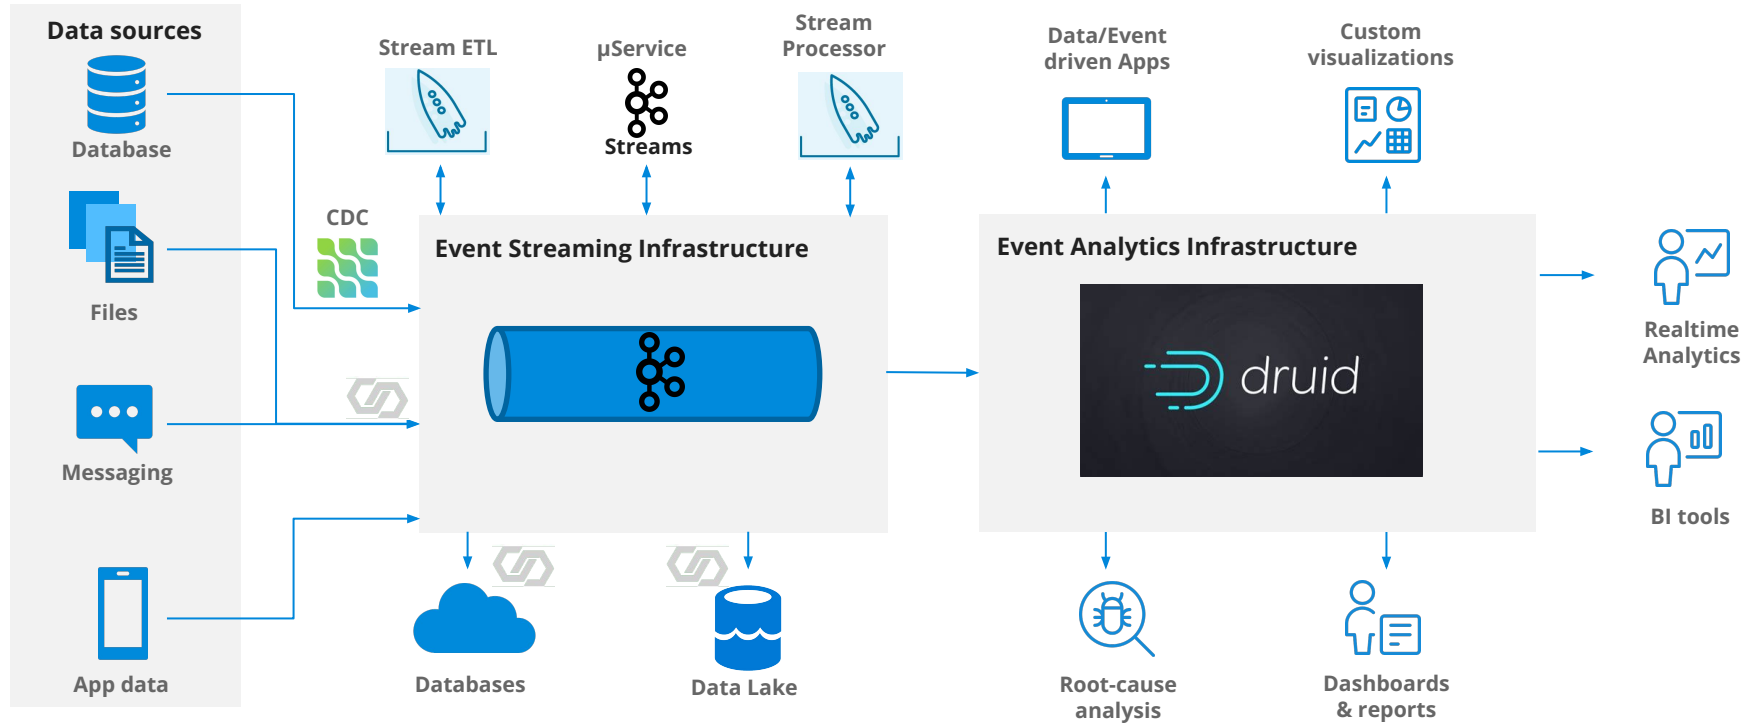 Data sources
Database
Files
Messaging
App data
CDC
Stream ETL
µService
Streams
Stream
Processor
Event Streaming Infrastructure
Databases
Data Lake
Data/Event
driven Apps
Custom
visualizations
Event Analytics Infrastructure
druid
Realtime
Analytics
BI tools
Root-cause
analysis
Dashboards
& reports